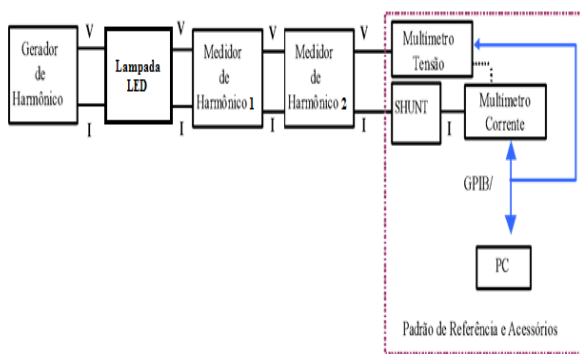 Gerador
de
Harmônico
V
I
Lampada
LED
V
I
Medidor
de
Harmônico 1
V
I
Medidor
de
Harmônico 2
V
I
Multimetro
Tensão
SHUNT
I
Multimetro
Corrente
GPIB/
PC
Padrão de Referência e Acessórios